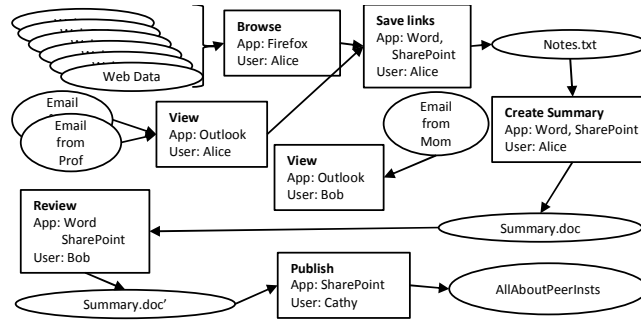 Browse
App: Firefox
User: Alice
Save links
App: Word,
SharePoint
User: Alice
Notes.txt
Web Data
Email
Email
from
Prof
View
App: Outlook
User: Alice
Email
from
Mom
Create Summary
App: Word, SharePoint
User: Alice
View
App: Outlook
User: Bob
Review
App: Word
SharePoint
User: Bob
Summary.doc
Summary.doc’
Publish
App: SharePoint
User: Cathy
AllAboutPeerInsts